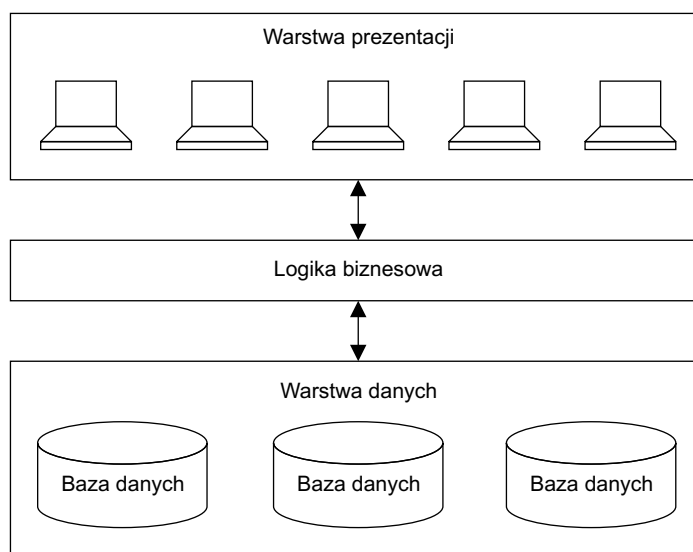 Warstwa prezentacji
Logika biznesowa
Warstwa danych
Baza danych
Baza danych
Baza danych